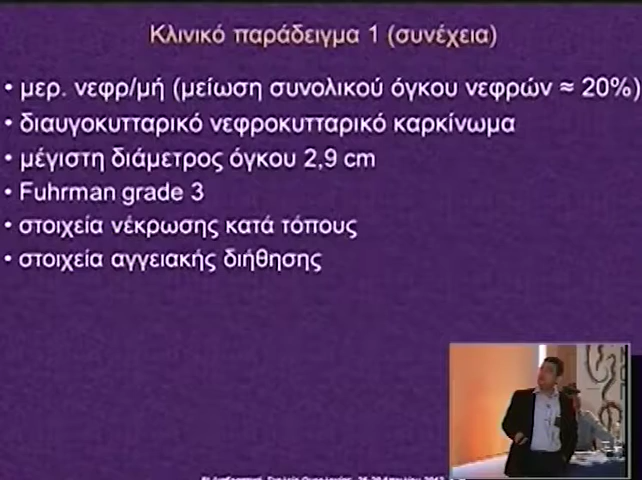 Κλινικό παράδειγμα 1 (συνέχεια)
• μερ. νεφρ/μή (μείωση συνολικού όγκου νεφρών ≈ 20%)
• διαυγοκυτταρικό νεφροκυτταρικό καρκίνωμα
• μέγιστη διάμετρος όγκου 2,9 cm
• Fuhrman grade 3
• στοιχεία νέκρωσης κατά τόπους
• στοιχεία αγγειακής διήθησης